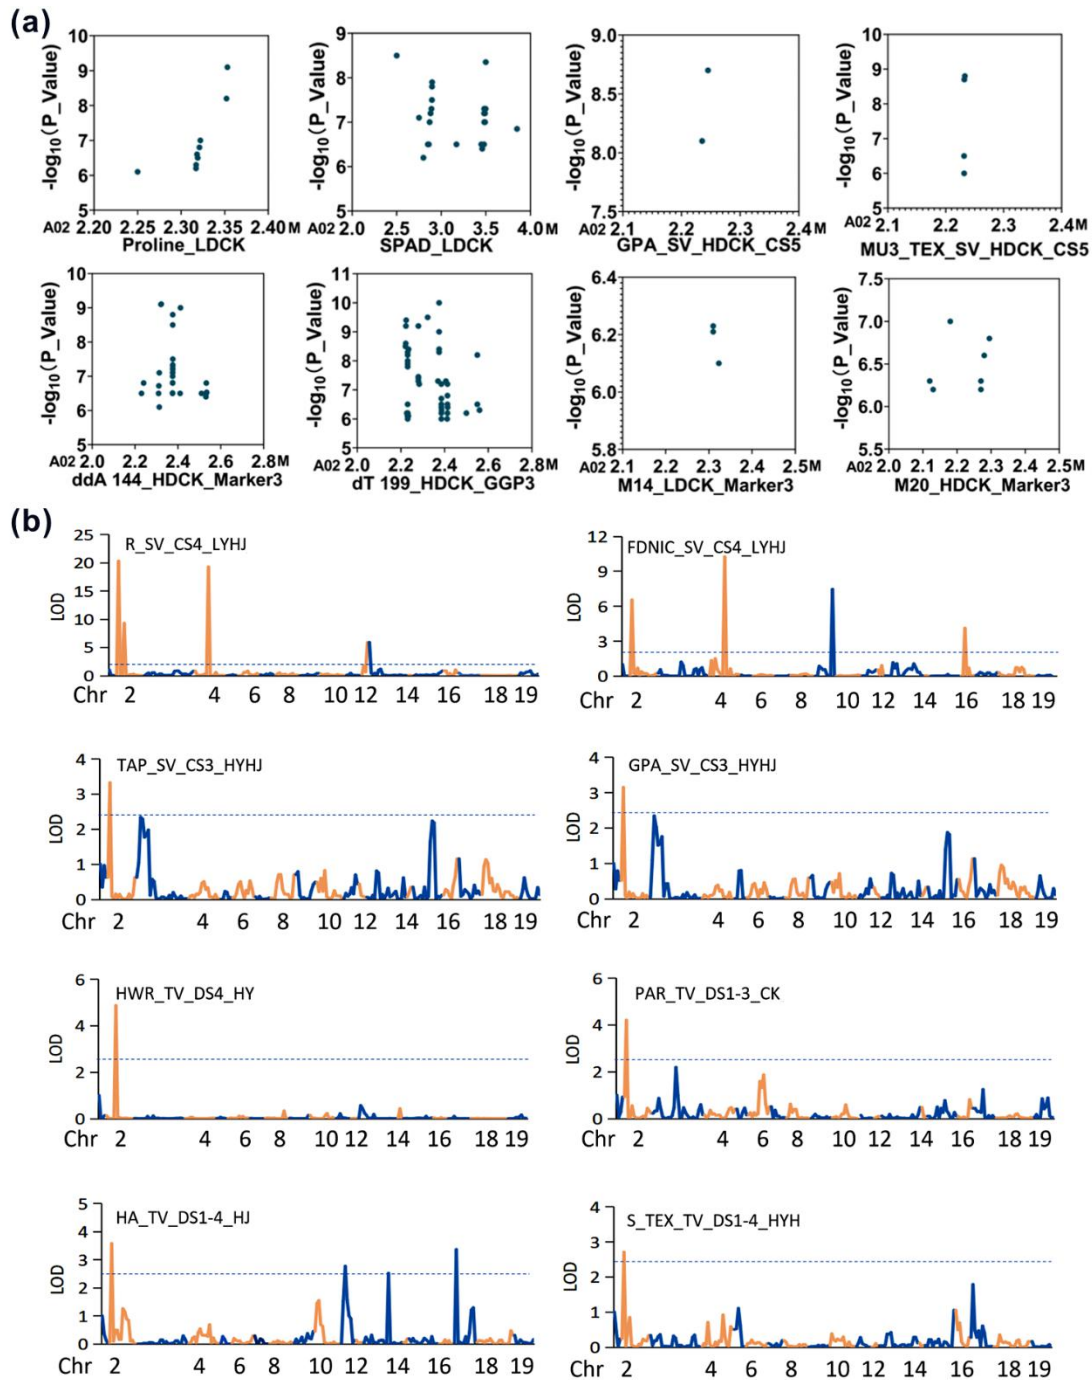 (a)
10
9
8
7
6
5
-log10(P_Value)
A02 2.20 2.25 2.30 2.35 2.40 M
Proline_LDCK
9
8
7
6
5
-log10(P_Value)
A02 2.0 2.5 3.0 3.5 4.0 M
SPAD_LDCK
9.0
8.5
8.0
7.5
-log10(P_Value)
A02 2.1 2.2 2.3 2.4 M
GPA_SV_HDCK_CS5
10
9
8
7
6
5
-log10(P_Value)
A02 2.1 2.2 2.3 2.4 M
MU3_TEX_SV_HDCK_CS5
10
9
8
7
6
5
-log10(P_Value)
A02 2.0 2.2 2.4 2.6 2.8 M
ddA 144_HDCK_Marker3
11
10
9
8
7
6
5
-log10(P_Value)
A02 2.0 2.2 2.4 2.6 2.8 M
dT 199_HDCK_GGP3
6.4
6.2
6.0
5.8
-log10(P_Value)
A02 2.1 2.2 2.3 2.4 2.5 M
M14_LDCK_Marker3
7.5
7.0
6.5
6.0
5.5
-log10(P_Value)
A02 2.0 2.1 2.2 2.3 2.4 2.5 M
M20_HDCK_Marker3
(b)
R_SV_CS4_LYHJ
25
20
15
10
5
0
LOD
Chr 2 4 6 8 10 12 14 16 18 19
FDNIC_SV_CS4_LYHJ
12
9
6
3
0
LOD
Chr 2 4 6 8 10 12 14 16 18 19
TAP_SV_CS3_HYHJ
4
3
2
1
0
LOD
Chr 2 4 6 8 10 12 14 16 18 19
GPA_SV_CS3_HYHJ
4
3
2
1
0
LOD
Chr 2 4 6 8 10 12 14 16 18 19
HWR_TV_DS4_HY
6
4
2
0
LOD
Chr 2 4 6 8 10 12 14 16 18 19
PAR_TV_DS1-3_CK
6
4
2
0
LOD
Chr 2 4 6 10 12 14 16 18 19
HA_TV_DS1-4_HJ
5
4
3
2
1
0
LOD
Chr 2 4 6 8 10 12 14 16 18 19
S_TEX_TV_DS1-4_HYH
4
3
2
1
0
LOD
Chr 2 4 6 8 10 12 14 16 18 19